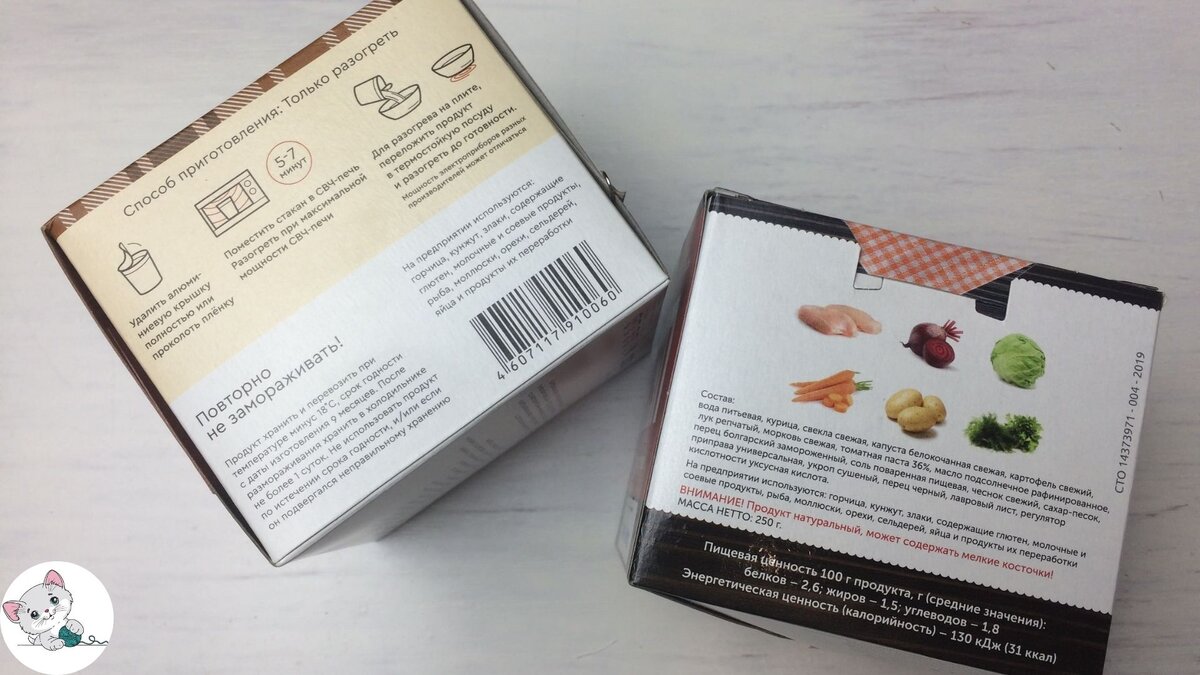 Способ приготовления: Только разогреть
5-7
минут
Удалить алюми-
ниевую крышку
полностью или
проколоть плёнку
Поместить стакан в СВЧ-печь
Разогреть при максимальной
мощности СВЧ-печи
Для разогрева на плите,
переложить продукт
в термостойкую посуду
и разогреть до готовности.
Мощность электроприборов разных
производителей может отличаться
На предприятии используются:
горчица, кунжут, злаки, содержащие
глютен, молочные и соевые продукты,
рыба, моллюски, орехи, сельдерей,
яйца и продукты их переработки
4 607117 910060
Повторно
не замораживать!
Продукт хранить и перевозить при
температуре минус 18°С, срок годности
с даты изготовления 9 месяцев. После
размораживания хранить в холодильнике
не более 1 суток. Не использовать продукт
по истечении срока годности, и/или если
он подвергался неправильному хранению
Состав:
вода питьевая, курица, свекла свежая, капуста белокочанная свежая, картофель свежий,
лук репчатый, морковь свежая, томатная паста 36%, масло подсолнечное рафинированное,
перец болгарский замороженный, соль поваренная пищевая, чеснок свежий, сахар-песок,
приправа универсальная, укроп сушеный, перец черный, лавровый лист, регулятор
кислотности уксусная кислота.
На предприятии используются: горчица, кунжут, злаки, содержащие глютен, молочные и
соевые продукты, рыба, моллюски, орехи, сельдерей, яйца и продукты их переработки
ВНИМАНИЕ! Продукт натуральный, может содержать мелкие косточки!
МАССА НЕТТО: 250 г.
Пищевая ценность 100 г продукта, г (средние значения):
белков – 2,6; жиров – 1,5; углеводов – 1,8
Энергетическая ценность (калорийность) – 130 кДж (31 ккал)
СТО 14373971 - 004 - 2019